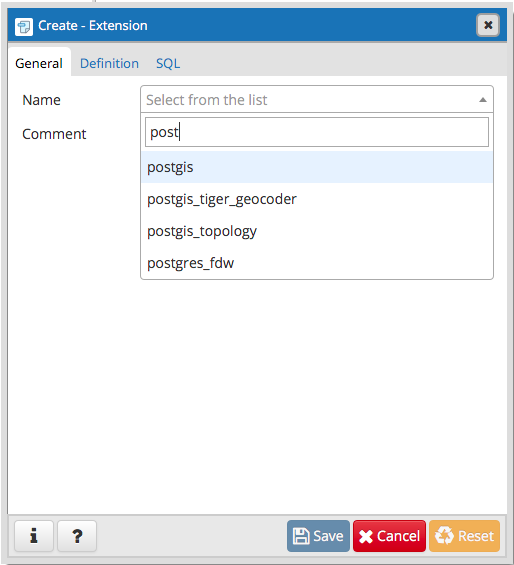 Create - Extension
General Definition SQL
Name Select from the list
post
Comment
postgis
postgis_tiger_geocoder
postgis_topology
postgres_fdw
i ? Save Cancel Reset